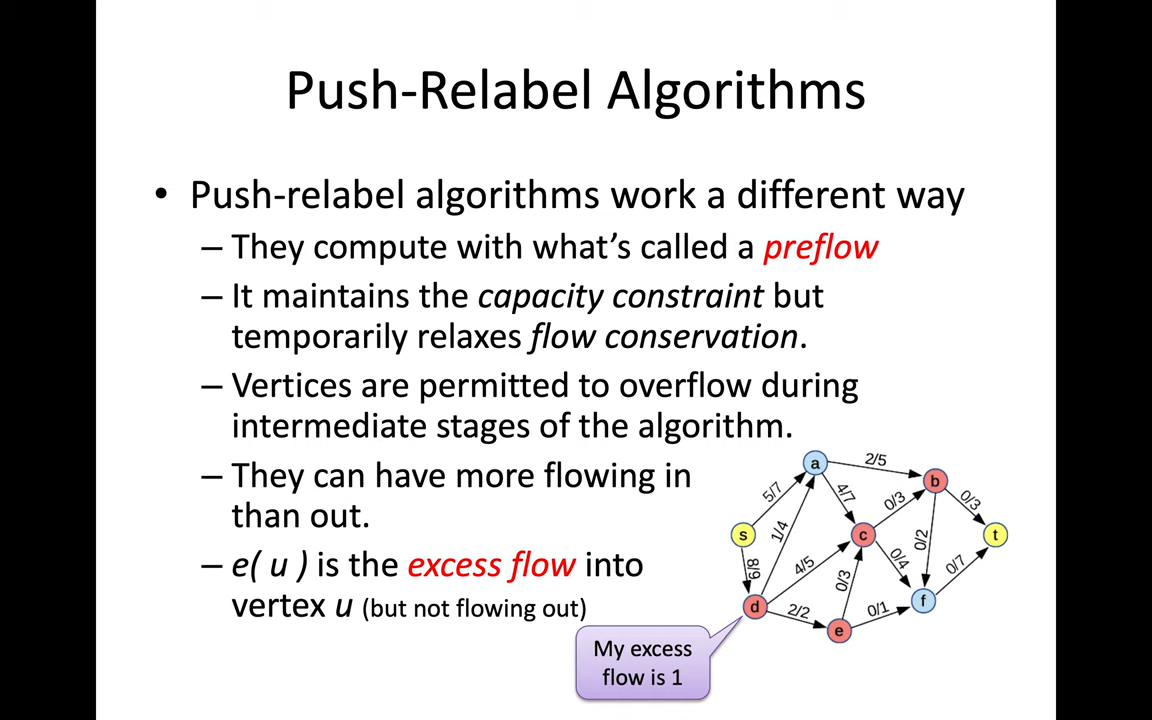 Push-Relabel Algorithms
• Push-relabel algorithms work a different way
– They compute with what's called a preflow
– It maintains the capacity constraint but
temporarily relaxes flow conservation.
– Vertices are permitted to overflow during
intermediate stages of the algorithm.
– They can have more flowing in
than out.
– e( u ) is the excess flow into
vertex u (but not flowing out)
a
2/5
b
5/7
4/7
0/3
0/3
s
1/4
c
t
8/9
4/5
0/4
0/2
0/7
0/3
d
2/2
e
0/1
f
My excess
flow is 1